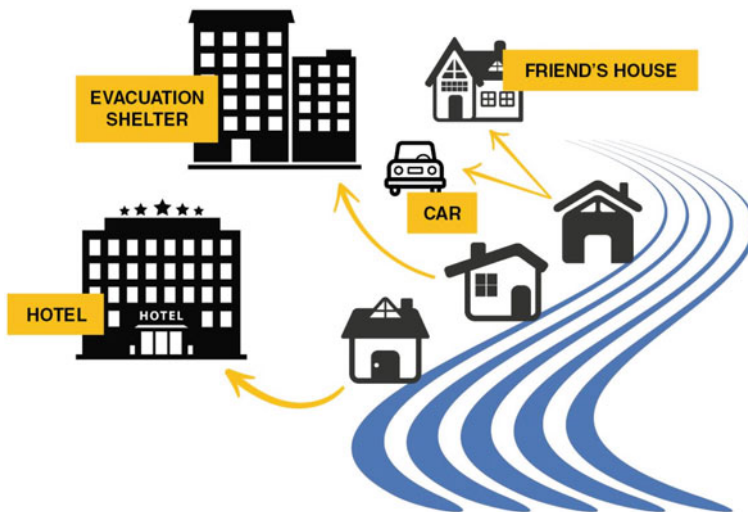 EVACUATION
SHELTER
FRIEND'S HOUSE
CAR
HOTEL
HOTEL